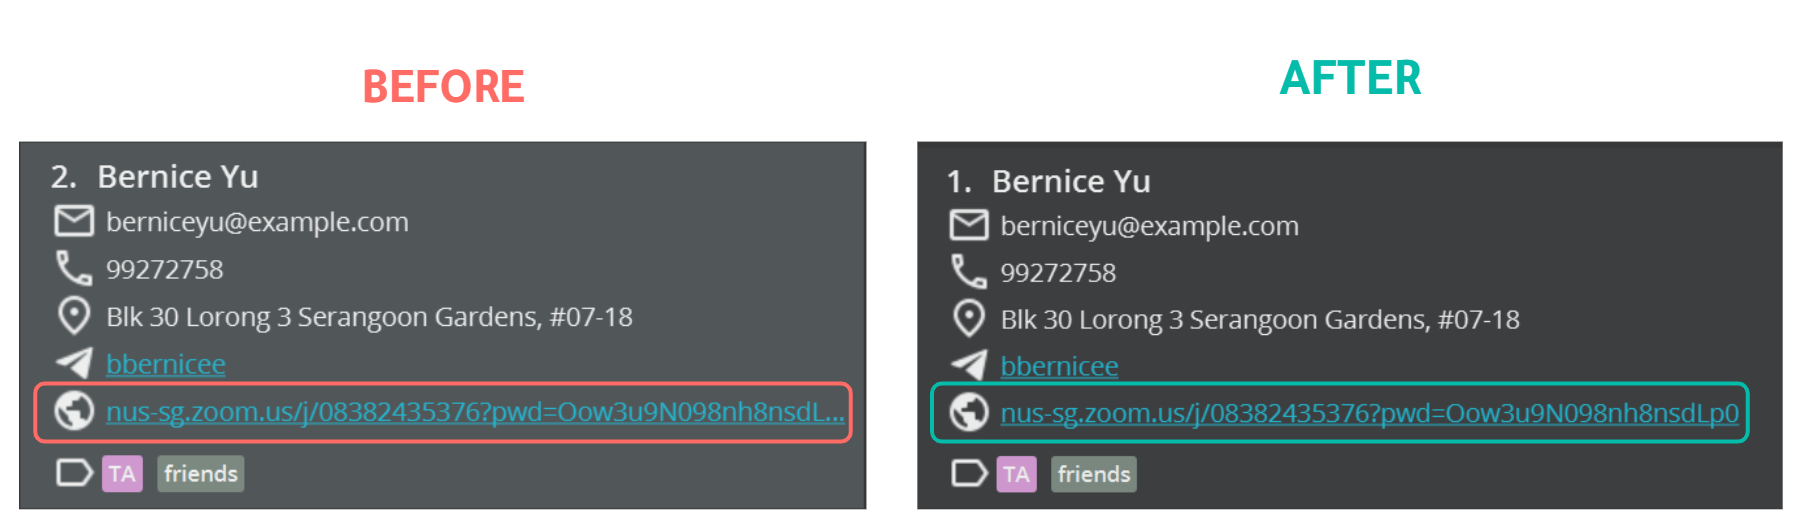 BEFORE
2. Bernice Yu
berniceyu@example.com
99272758
Blk 30 Lorong 3 Serangoon Gardens, #07-18
bbernicee
nus-sg.zoom.us/j/08382435376?pwd=Oow3u9N098nh8nsdL...
TA friends
AFTER
1. Bernice Yu
berniceyu@example.com
99272758
Blk 30 Lorong 3 Serangoon Gardens, #07-18
bbernicee
nus-sg.zoom.us/j/08382435376?pwd=Oow3u9N098nh8nsdLp0
TA friends